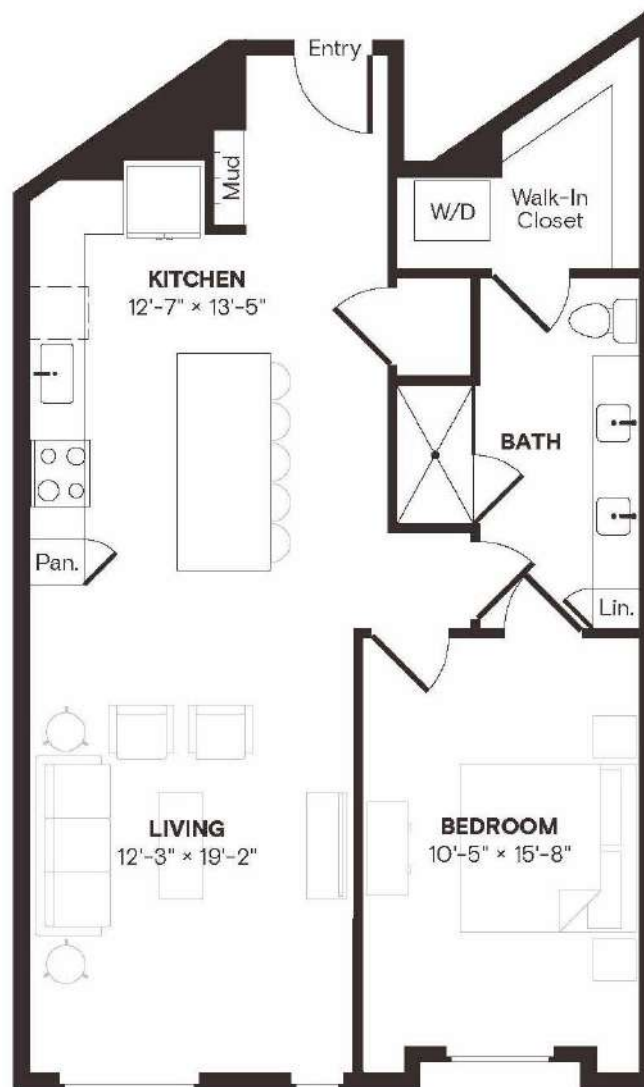 Entry
Mud
W/D
Walk-In
Closet
KITCHEN
12'-7" × 13'-5"
BATH
Pan.
Lin.
LIVING
12'-3" × 19'-2"
BEDROOM
10'-5" × 15'-8"